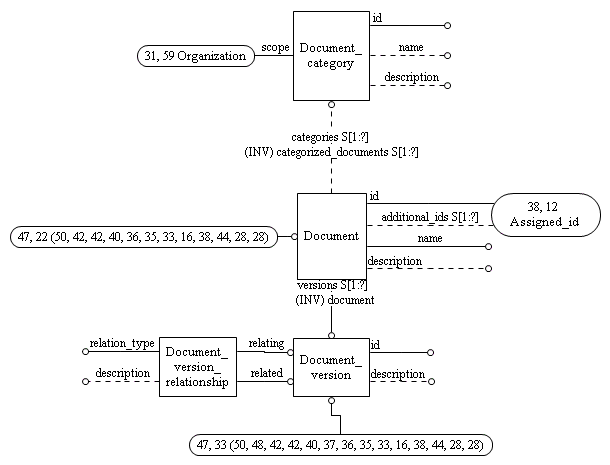 id
31, 59 Organization
scope
Document_
category
name
description
categories S[1:?]
(INV) categorized_documents S[1:?]
id
38, 12
Assigned_id
additional_ids S[1:?]
47, 22 (50, 42, 42, 40, 36, 35, 33, 16, 38, 44, 28, 28)
Document
name
description
versions S[1:?]
(INV) document
relation_type
Document_
version_
relationship
relating
Document_
version
id
description
related
description
47, 33 (50, 48, 42, 42, 40, 37, 36, 35, 33, 16, 38, 44, 28, 28)